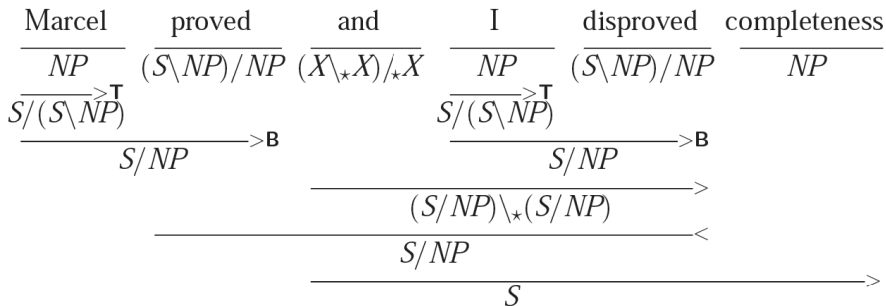 Marcel proved and I disproved completeness
NP (S\NP)/NP (X\⋆X)/⋆X NP (S\NP)/NP NP
>T >T
S/(S\NP) S/(S\NP)
>B >B
S/NP S/NP
>
(S/NP)\⋆(S/NP)
<
S/NP
>
S